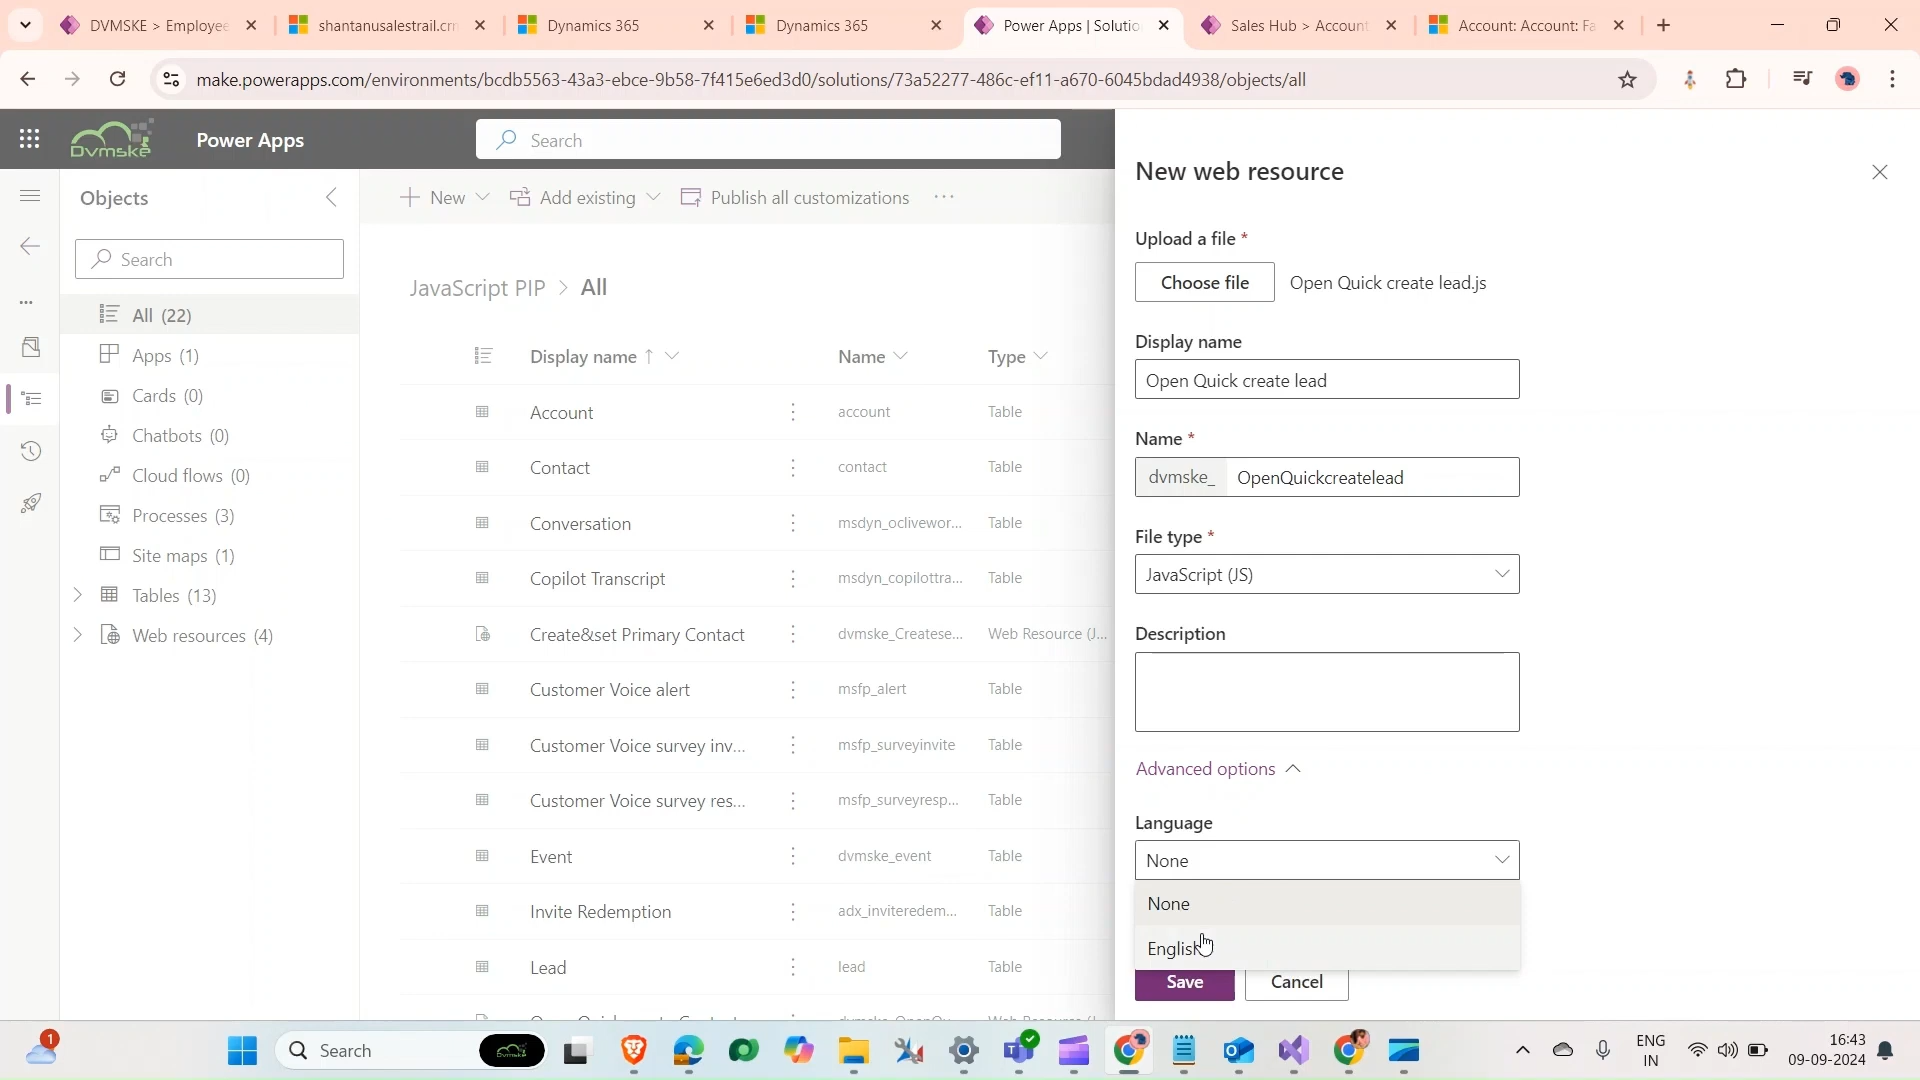 DVMSKE > Employee
shantanusalestrail.crm
Dynamics 365
Dynamics 365
Power Apps | Solutio
Sales Hub > Account
Account: Account: Fa
make.powerapps.com/environments/bcdb5563-43a3-ebce-9b58-7f415e6ed3d0/solutions/73a52277-486c-ef11-a670-6045bdad4938/objects/all
Dvmske
Power Apps
Search
Objects
Search
All (22)
Apps (1)
Cards (0)
Chatbots (0)
Cloud flows (0)
Processes (3)
Site maps (1)
Tables (13)
Web resources (4)
New
Add existing
Publish all customizations
JavaScript PIP > All
Display name ↑ Name Type
Account account Table
Contact contact Table
Conversation msdyn_oclivewor... Table
Copilot Transcript msdyn_copilottra... Table
Create&set Primary Contact dvmske_Createse... Web Resource (J...
Customer Voice alert msfp_alert Table
Customer Voice survey inv... msfp_surveyinvite Table
Customer Voice survey res... msfp_surveyresp... Table
Event dvmske_event Table
Invite Redemption adx_inviteredem... Table
Lead lead Table
New web resource
Upload a file *
Choose file Open Quick create lead.js
Display name
Open Quick create lead
Name *
dvmske_ OpenQuickcreatelead
File type *
JavaScript (JS)
Description
Advanced options
Language
None
None
English
Save Cancel
1
Search
ENG
IN
16:43
09-09-2024